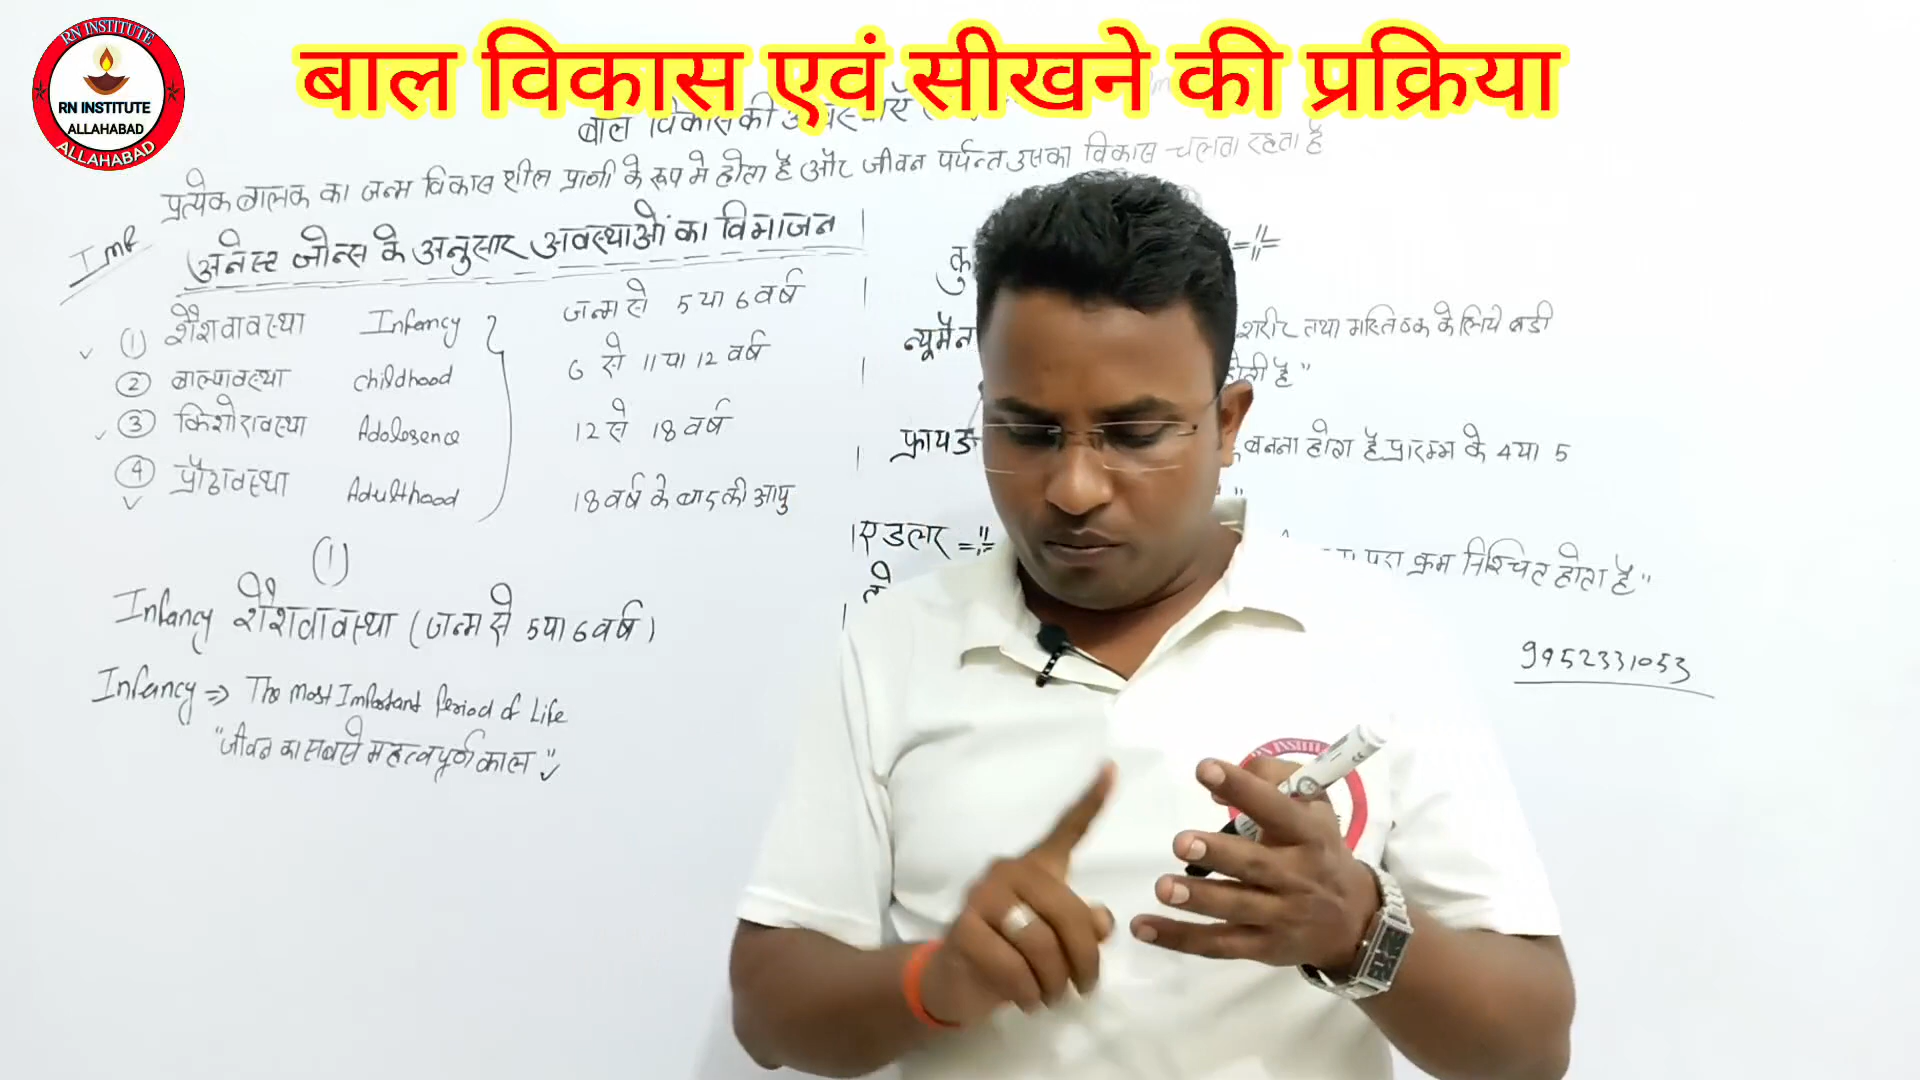 RN INSTITUTE
RN INSTITUTE
ALLAHABAD
ALLAHABAD
बाल विकास एवं सीखने की प्रक्रिया
बाल विकास की
प्रत्येक बालक का जन्म विकास शील प्राणी के रूप मे होता है और जीवन पर्यन्त उसका विकास चलता रहता है
Imp
अनेस्ट जोन्स के अनुसार अवस्थाओं का विभाजन
① शैशवावस्था Infancy जन्म से 5 या 6 वर्ष
② बाल्यावस्था childhood 6 से 11 या 12 वर्ष
③ किशोरावस्था Adolesence 12 से 18 वर्ष
④ प्रौढावस्था Adulthood 18 वर्ष के बाद की आयु
①
Infancy शैशवावस्था (जन्म से 5 या 6 वर्ष)
Infancy ⇒ The most Important Period of Life
"जीवन का सबसे महत्वपूर्ण काल"
कु
न्यूमैन शरीर तथा मस्तिष्क के लिये बडी
होती है"
फ्रायड बनना होता है प्रारम्भ के 4 या 5
एडलर = " क्रम निश्चित होता है"
9952331053
RN INSTITU